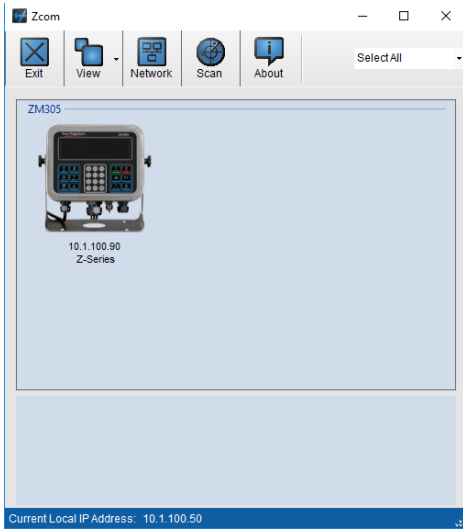 Zcom
Exit
View
Network
Scan
About
Select All
ZM305
10.1.100.90
Z-Series
Current Local IP Address: 10.1.100.50